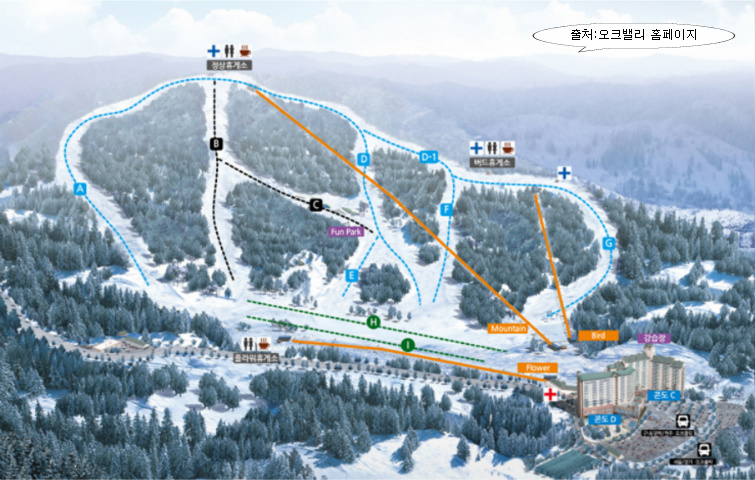 출처:오크밸리 홈페이지
정상휴게소
B
D
D-1
버드휴게소
A
C
F
Fun Park
G
E
H
Mountain
Bird
강습장
I
플라워휴게소
Flower
콘도 C
콘도 D